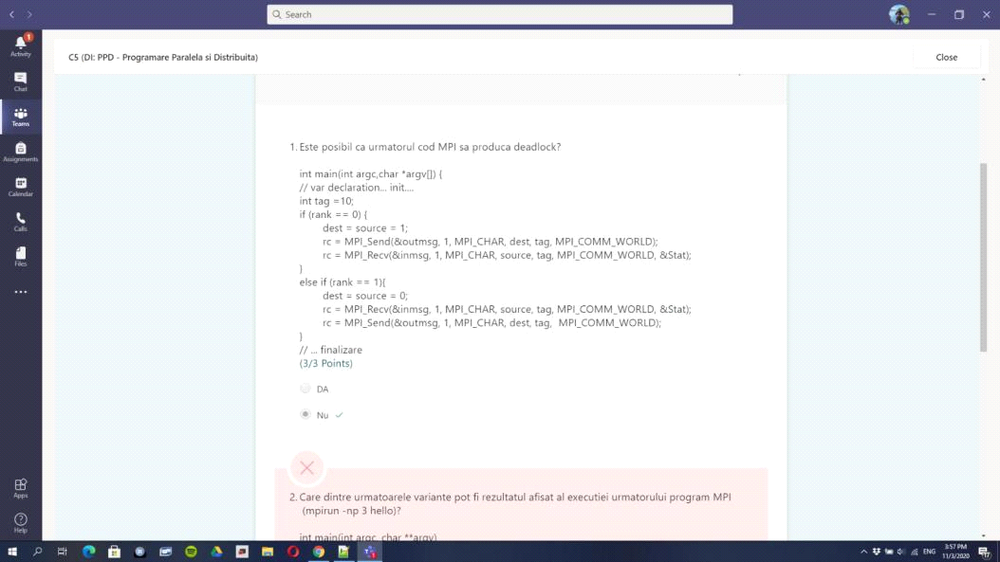 Search
1
Activity
Chat
Teams
Assignments
Calendar
Calls
Files
Apps
Help
C5 (DI: PPD - Programare Paralela si Distribuita)
Close
1. Este posibil ca urmatorul cod MPI sa produca deadlock?
int main(int argc,char *argv[]) {
// var declaration... init....
int tag =10;
if (rank == 0) {
dest = source = 1;
rc = MPI_Send(&outmsg, 1, MPI_CHAR, dest, tag, MPI_COMM_WORLD);
rc = MPI_Recv(&inmsg, 1, MPI_CHAR, source, tag, MPI_COMM_WORLD, &Stat);
}
else if (rank == 1){
dest = source = 0;
rc = MPI_Recv(&inmsg, 1, MPI_CHAR, source, tag, MPI_COMM_WORLD, &Stat);
rc = MPI_Send(&outmsg, 1, MPI_CHAR, dest, tag,  MPI_COMM_WORLD);
}
// ... finalizare
(3/3 Points)
DA
Nu
2. Care dintre urmatoarele variante pot fi rezultatul afisat al executiei urmatorului program MPI
(mpirun -np 3 hello)?
int main(int argc, char **argv)
ENG
3:57 PM
11/3/2020